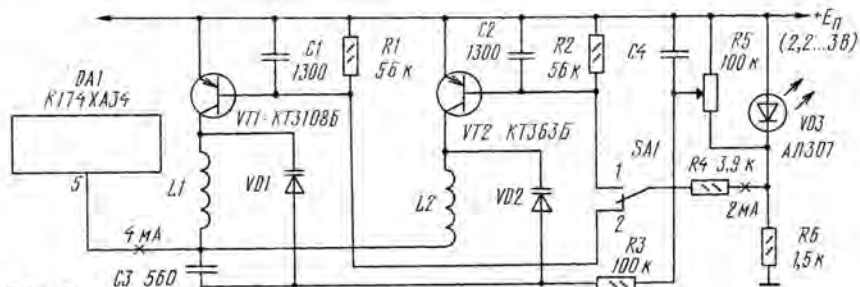 +Eп
(2,2...3В)
C1
1300
R1
56 к
C2
1300
R2
56 к
C4
R5
100 к
DA1
К174ХА34
VT1 КТ3108Б
VT2 КТ363Б
SA1
VD3
АЛ307
5
L1
VD1
L2
VD2
1
2
R4 3,9 к
2 мА
4 мА
R3
100 к
R6
1,5 к
C3 560